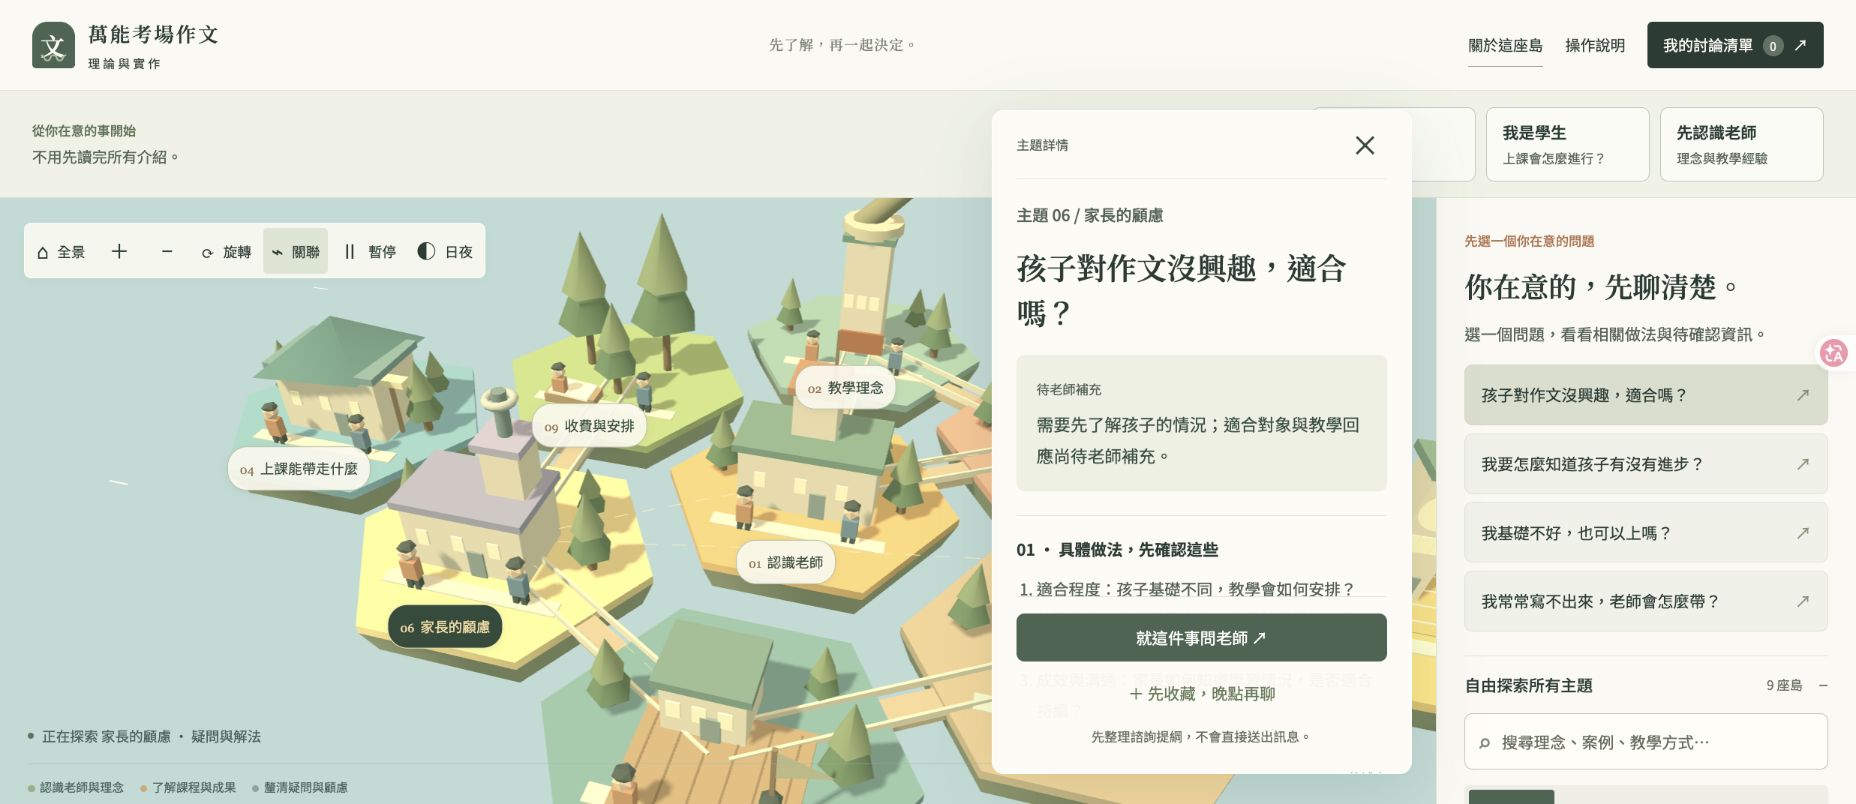 文
萬能考場作文
理論與實作
先了解，再一起決定。
關於這座島
操作說明
我的討論清單 0 ↗
從你在意的事開始
不用先讀完所有介紹。
我是學生
上課會怎麼進行？
先認識老師
理念與教學經驗
全景
＋
－
旋轉
關聯
暫停
日夜
04 上課能帶走什麼
09 收費與安排
02 教學理念
01 認識老師
06 家長的顧慮
正在探索 家長的顧慮 · 疑問與解法
認識老師與理念
了解課程與成果
釐清疑問與顧慮
主題詳情
主題 06 / 家長的顧慮
孩子對作文沒興趣，適合
嗎？
待老師補充
需要先了解孩子的情況；適合對象與教學回
應尚待老師補充。
01 · 具體做法，先確認這些
1. 適合程度：孩子基礎不同，教學會如何安排？
就這件事問老師 ↗
＋ 先收藏，晚點再聊
先整理諮詢提綱，不會直接送出訊息。
先選一個你在意的問題
你在意的，先聊清楚。
選一個問題，看看相關做法與待確認資訊。
孩子對作文沒興趣，適合嗎？ ↗
我要怎麼知道孩子有沒有進步？ ↗
我基礎不好，也可以上嗎？ ↗
我常常寫不出來，老師會怎麼帶？ ↗
自由探索所有主題
9 座島 －
搜尋理念、案例、教學方式…